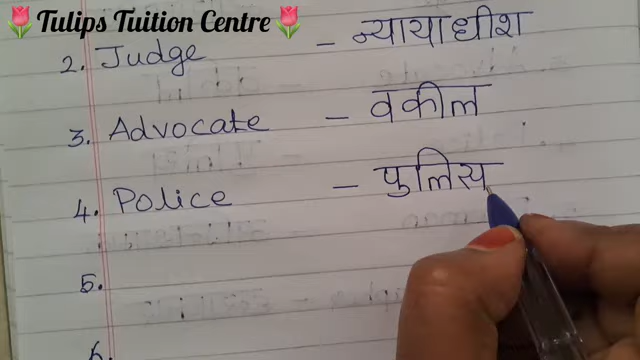 🌷Tulips Tuition Centre🌷
2. Judge – न्यायाधीश
3. Advocate – वकील
4. Police – पुलिस्य
5.
6.